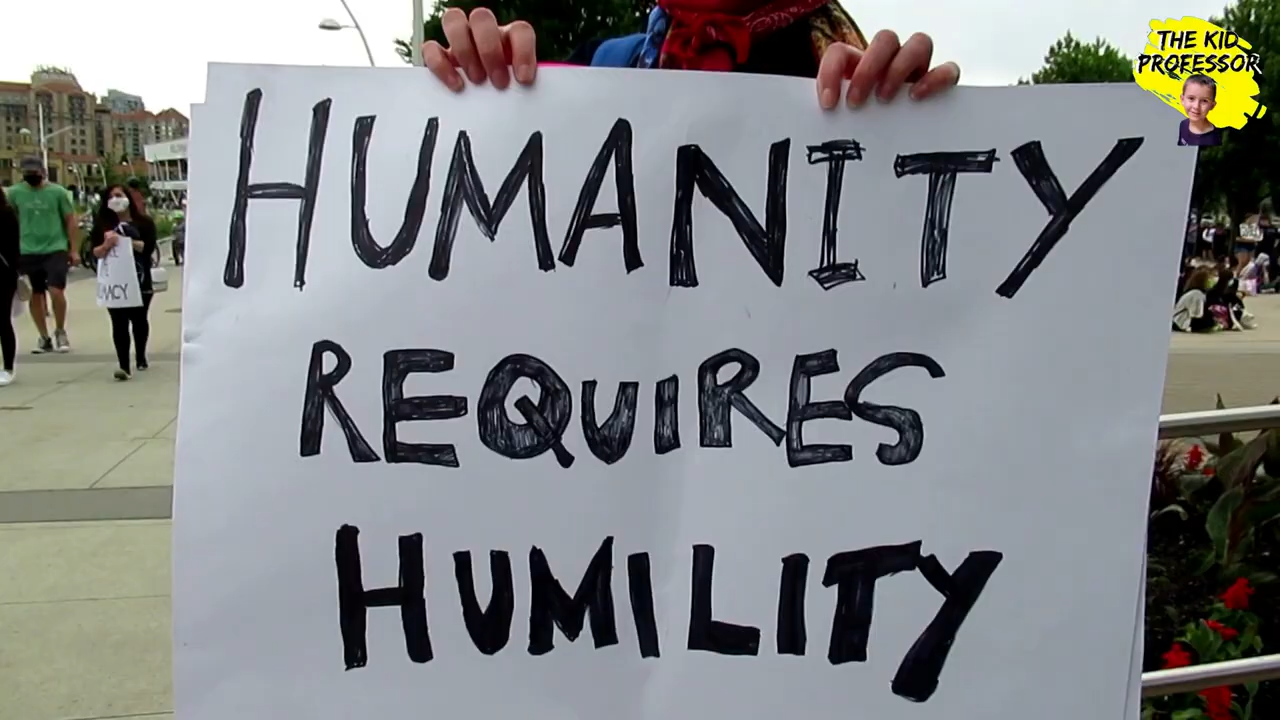 THE KID
PROFESSOR
HUMANITY
REQUIRES
HUMILITY